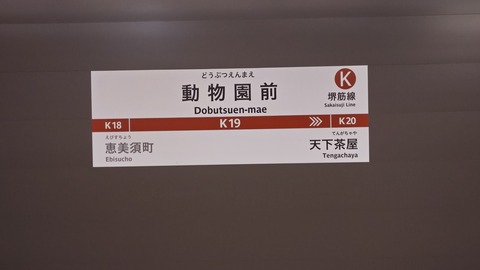 どうぶつえんまえ
動物園前
Dobutsuen-mae
K
堺筋線
Sakaisuji Line
K18
K19
K20
えびすちょう
恵美須町
Ebisucho
てんがちゃや
天下茶屋
Tengachaya